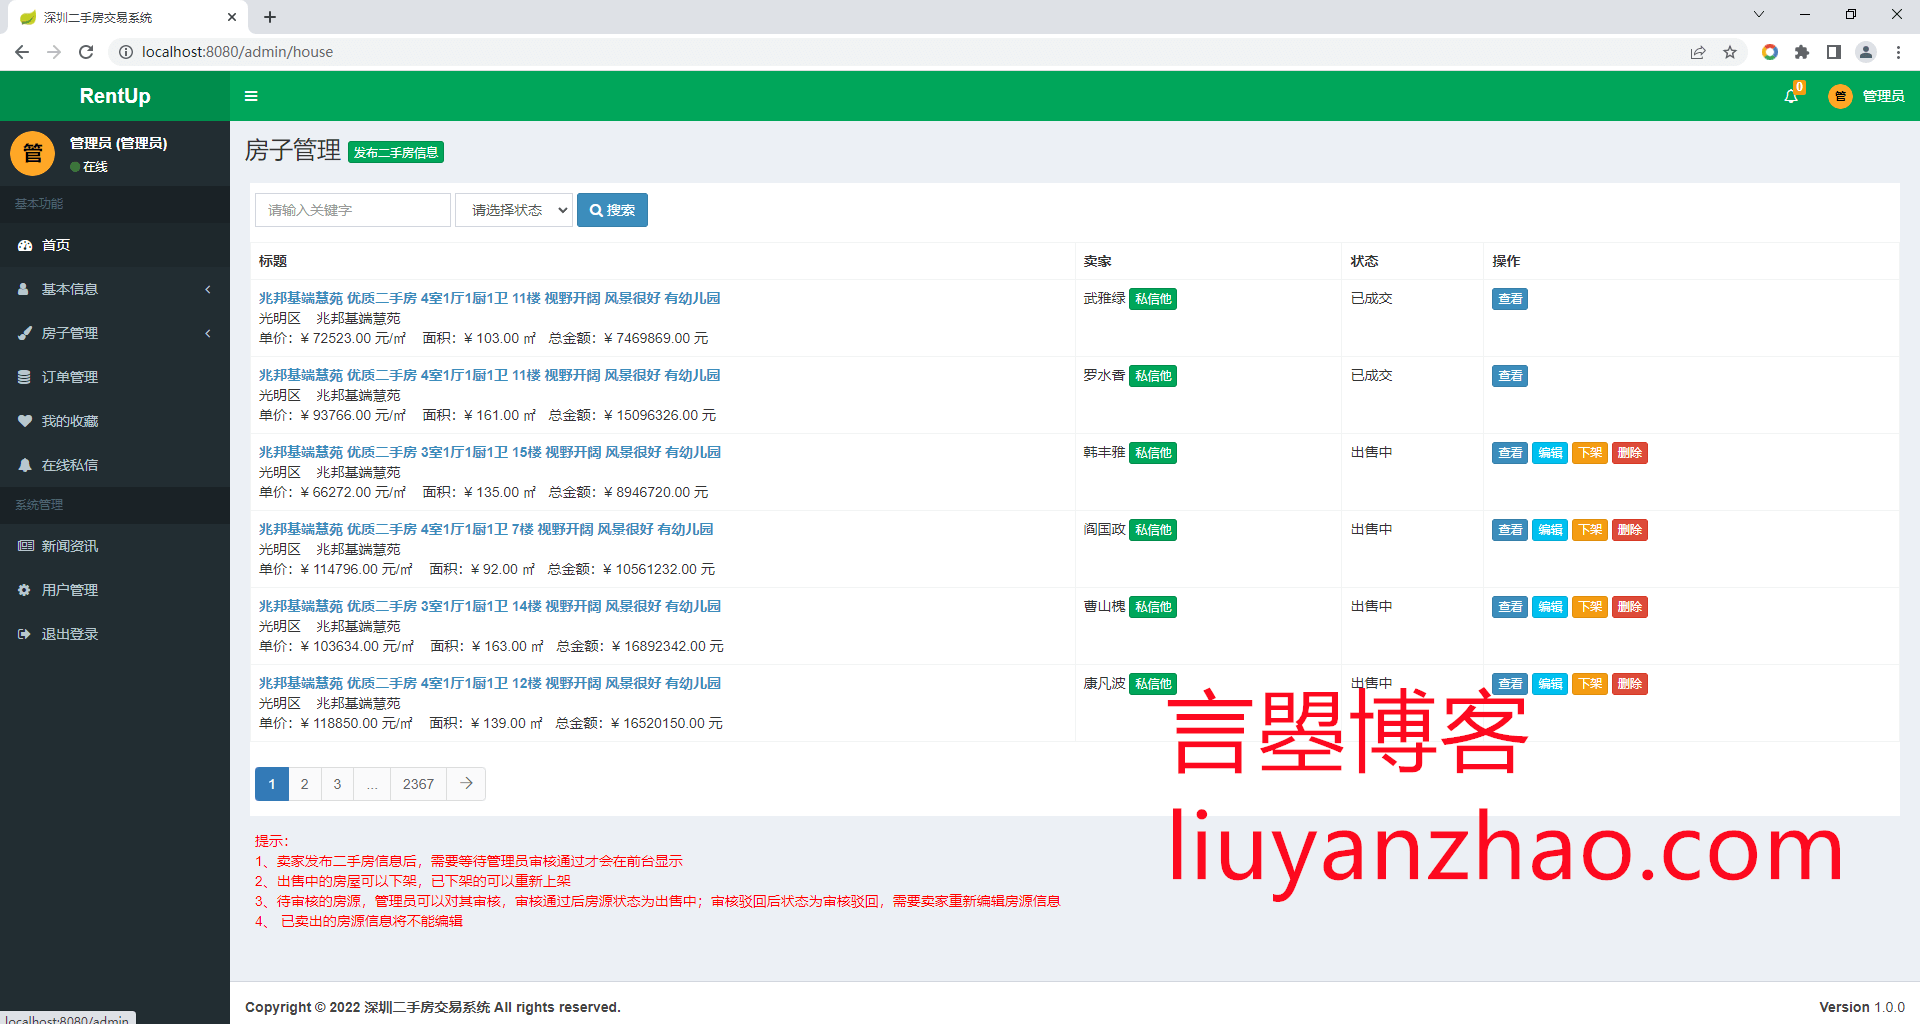 深圳二手房交易系统
localhost:8080/admin/house
RentUp
0
管 管理员
管 管理员 (管理员)
在线
基本功能
首页
基本信息
房子管理
订单管理
我的收藏
在线私信
系统管理
新闻资讯
用户管理
退出登录
房子管理 发布二手房信息
请输入关键字 请选择状态 搜索
标题 卖家 状态 操作
兆邦基端慧苑 优质二手房 4室1厅1厨1卫 11楼 视野开阔 风景很好 有幼儿园 武雅绿 私信他 已成交 查看
光明区 兆邦基端慧苑
单价：¥ 72523.00 元/㎡ 面积：¥ 103.00 ㎡ 总金额：¥ 7469869.00 元
兆邦基端慧苑 优质二手房 4室1厅1厨1卫 11楼 视野开阔 风景很好 有幼儿园 罗水香 私信他 已成交 查看
光明区 兆邦基端慧苑
单价：¥ 93766.00 元/㎡ 面积：¥ 161.00 ㎡ 总金额：¥ 15096326.00 元
兆邦基端慧苑 优质二手房 3室1厅1厨1卫 15楼 视野开阔 风景很好 有幼儿园 韩丰雅 私信他 出售中 查看 编辑 下架 删除
光明区 兆邦基端慧苑
单价：¥ 66272.00 元/㎡ 面积：¥ 135.00 ㎡ 总金额：¥ 8946720.00 元
兆邦基端慧苑 优质二手房 4室1厅1厨1卫 7楼 视野开阔 风景很好 有幼儿园 阎国政 私信他 出售中 查看 编辑 下架 删除
光明区 兆邦基端慧苑
单价：¥ 114796.00 元/㎡ 面积：¥ 92.00 ㎡ 总金额：¥ 10561232.00 元
兆邦基端慧苑 优质二手房 3室1厅1厨1卫 14楼 视野开阔 风景很好 有幼儿园 曹山槐 私信他 出售中 查看 编辑 下架 删除
光明区 兆邦基端慧苑
单价：¥ 103634.00 元/㎡ 面积：¥ 163.00 ㎡ 总金额：¥ 16892342.00 元
兆邦基端慧苑 优质二手房 4室1厅1厨1卫 12楼 视野开阔 风景很好 有幼儿园 康凡波 私信他 出售中 查看 编辑 下架 删除
光明区 兆邦基端慧苑
单价：¥ 118850.00 元/㎡ 面积：¥ 139.00 ㎡ 总金额：¥ 16520150.00 元
言曌博客
liuyanzhao.com
1 2 3 ... 2367 →
提示：
1、卖家发布二手房信息后，需要等待管理员审核通过才会在前台显示
2、出售中的房屋可以下架，已下架的可以重新上架
3、待审核的房源，管理员可以对其审核，审核通过后房源状态为出售中；审核驳回后状态为审核驳回，需要卖家重新编辑房源信息
4、 已卖出的房源信息将不能编辑
Copyright © 2022 深圳二手房交易系统 All rights reserved.
Version 1.0.0
localhost:8080/admin